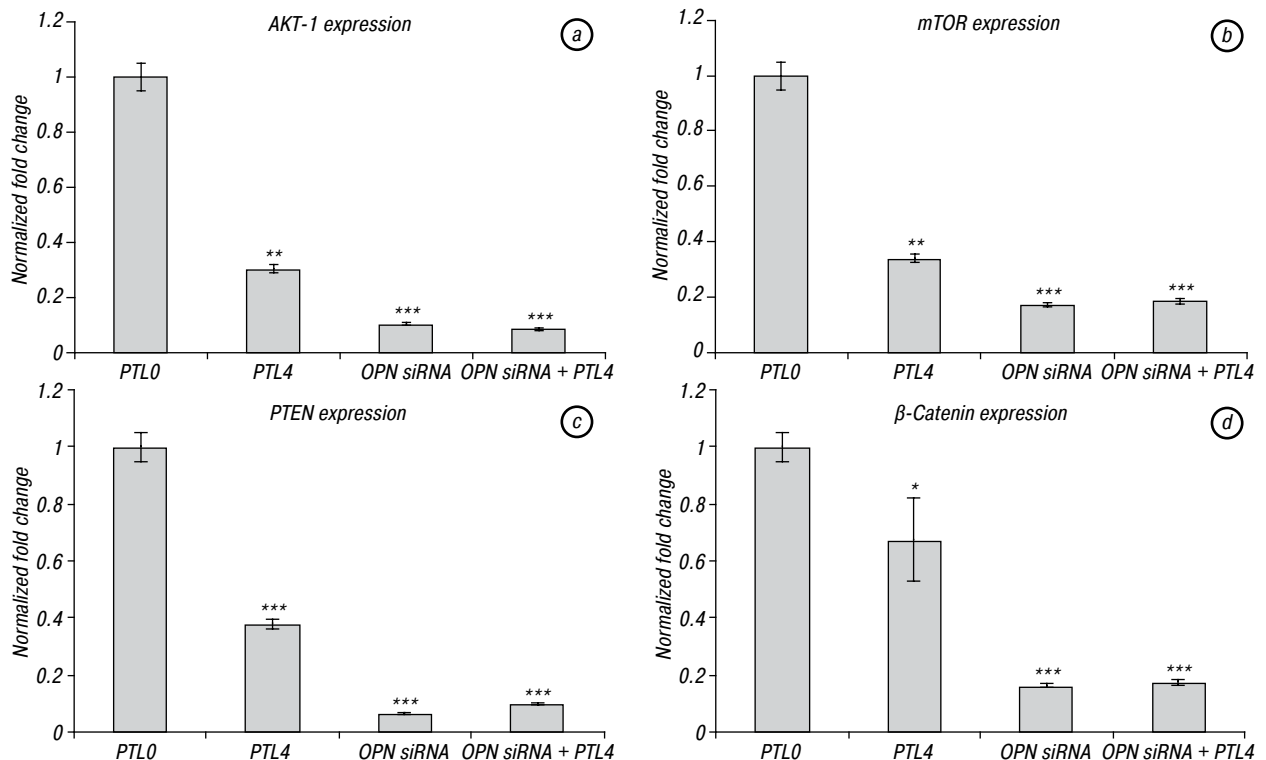 AKT-1 expression
a
Normalized fold change
1.2
1
0.8
0.6
0.4
0.2
0
**
***
***
PTL0 PTL4 OPN siRNA OPN siRNA + PTL4
mTOR expression
b
Normalized fold change
1.2
1
0.8
0.6
0.4
0.2
0
**
***
***
PTL0 PTL4 OPN siRNA OPN siRNA + PTL4
PTEN expression
c
Normalized fold change
1.2
1
0.8
0.6
0.4
0.2
0
***
***
***
PTL0 PTL4 OPN siRNA OPN siRNA + PTL4
β-Catenin expression
d
Normalized fold change
1.2
1
0.8
0.6
0.4
0.2
0
*
***
***
PTL0 PTL4 OPN siRNA OPN siRNA + PTL4